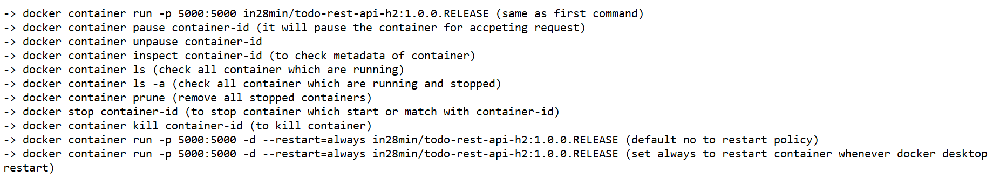 -> docker container run -p 5000:5000 in28min/todo-rest-api-h2:1.0.0.RELEASE (same as first command)
-> docker container pause container-id (it will pause the container for accpeting request)
-> docker container unpause container-id
-> docker container inspect container-id (to check metadata of container)
-> docker container ls (check all container which are running)
-> docker container ls -a (check all container which are running and stopped)
-> docker container prune (remove all stopped containers)
-> docker stop container-id (to stop container which start or match with container-id)
-> docker container kill container-id (to kill container)
-> docker container run -p 5000:5000 -d --restart=always in28min/todo-rest-api-h2:1.0.0.RELEASE (default no to restart policy)
-> docker container run -p 5000:5000 -d --restart=always in28min/todo-rest-api-h2:1.0.0.RELEASE (set always to restart container whenever docker desktop
restart)